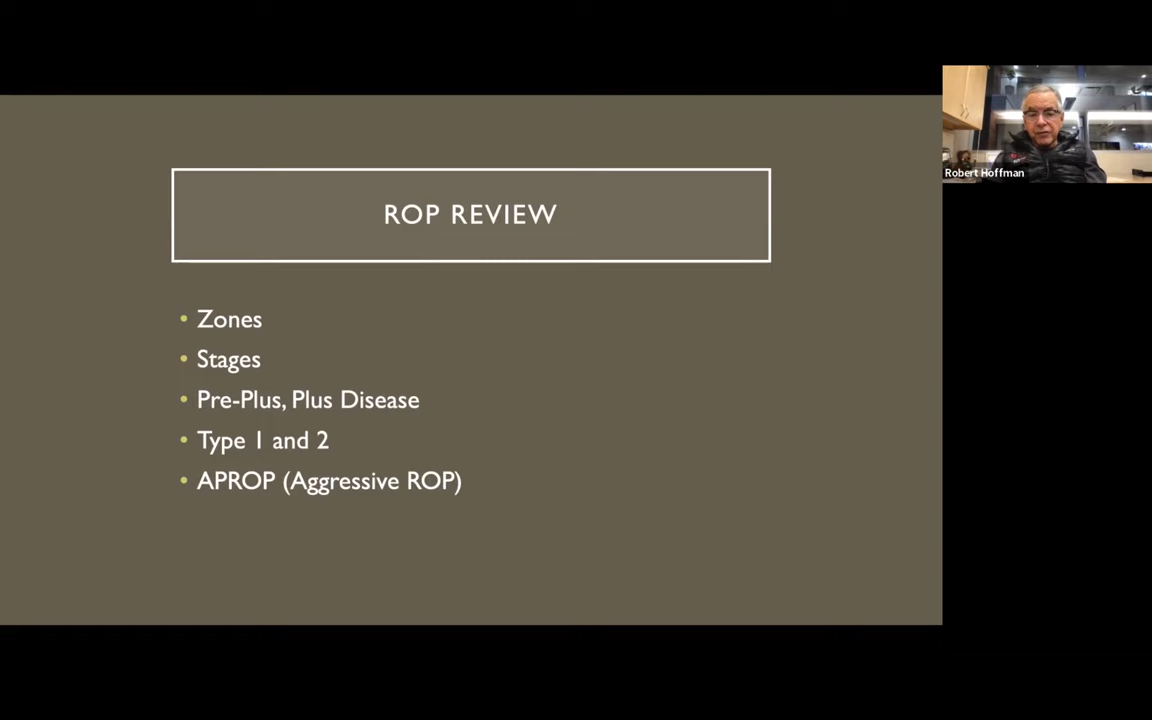 ROP REVIEW
• Zones
• Stages
• Pre-Plus, Plus Disease
• Type 1 and 2
• APROP (Aggressive ROP)
Robert Hoffman